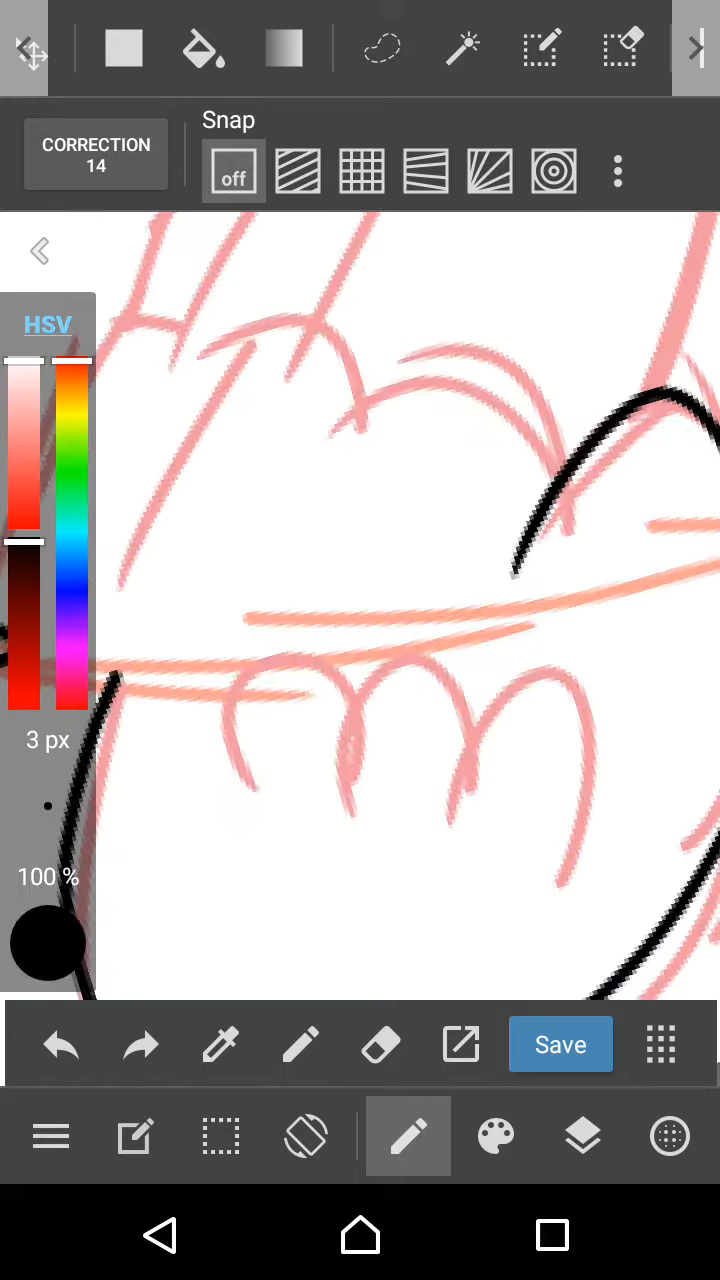 Snap
CORRECTION
14
off
HSV
3 px
100 %
Save